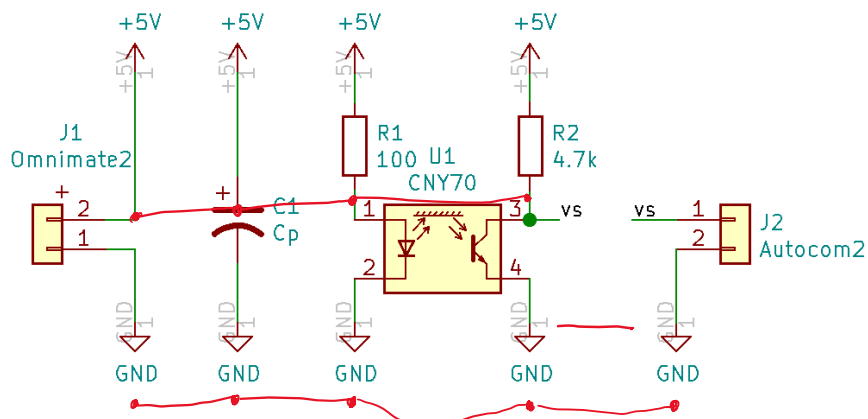 +5V +5V +5V +5V
+5V 1 +5V 1 +5V 1 +5V 1
J1
Omnimate2
R1
100
U1
CNY70
R2
4.7k
+
2
1
+
C1
Cp
1
2
3
4
vs
vs
1
2
J2
Autocom2
GND 1 GND 1 GND 1 GND 1 GND 1
GND GND GND GND GND